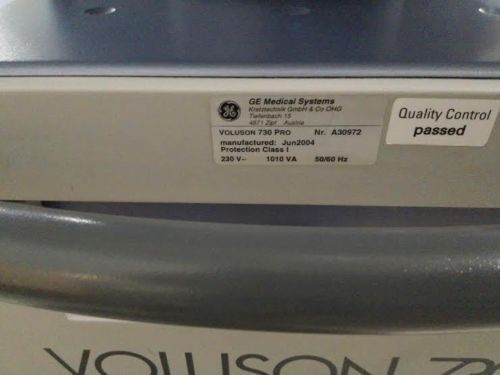 GE Medical Systems
Kretztechnik GmbH & Co OHG
Tiefenbach 15
4871 Zipf Austria
VOLUSON 730 PRO Nr. A30972
manufactured: Jun2004
Protection Class I
230 V~ 1010 VA 50/60 Hz
Quality Control
passed
VOLUSON 73